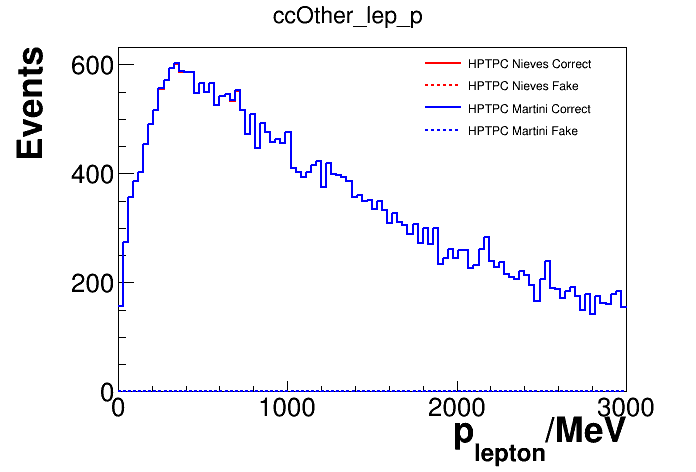 ccOther_lep_p
Events
600
400
200
0
HPTPC Nieves Correct
HPTPC Nieves Fake
HPTPC Martini Correct
HPTPC Martini Fake
0 1000 2000 3000
p_lepton/MeV